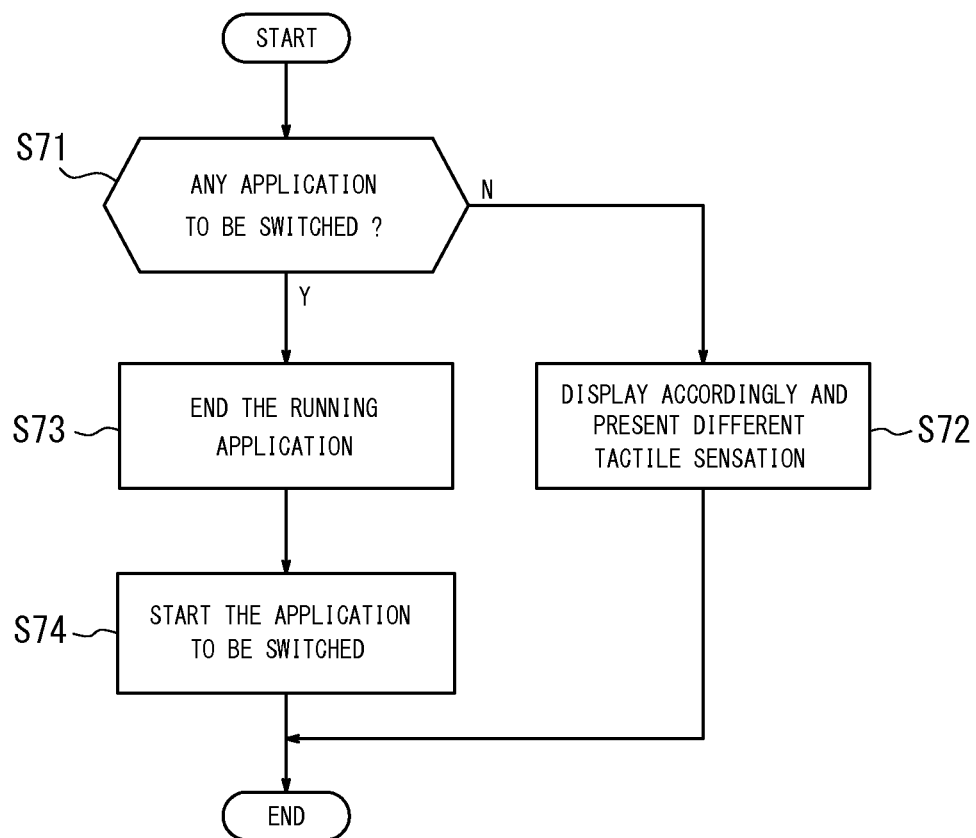 START
S71
ANY APPLICATION
TO BE SWITCHED ?
N
Y
S73
END THE RUNNING
APPLICATION
DISPLAY ACCORDINGLY AND
PRESENT DIFFERENT
TACTILE SENSATION
S72
S74
START THE APPLICATION
TO BE SWITCHED
END